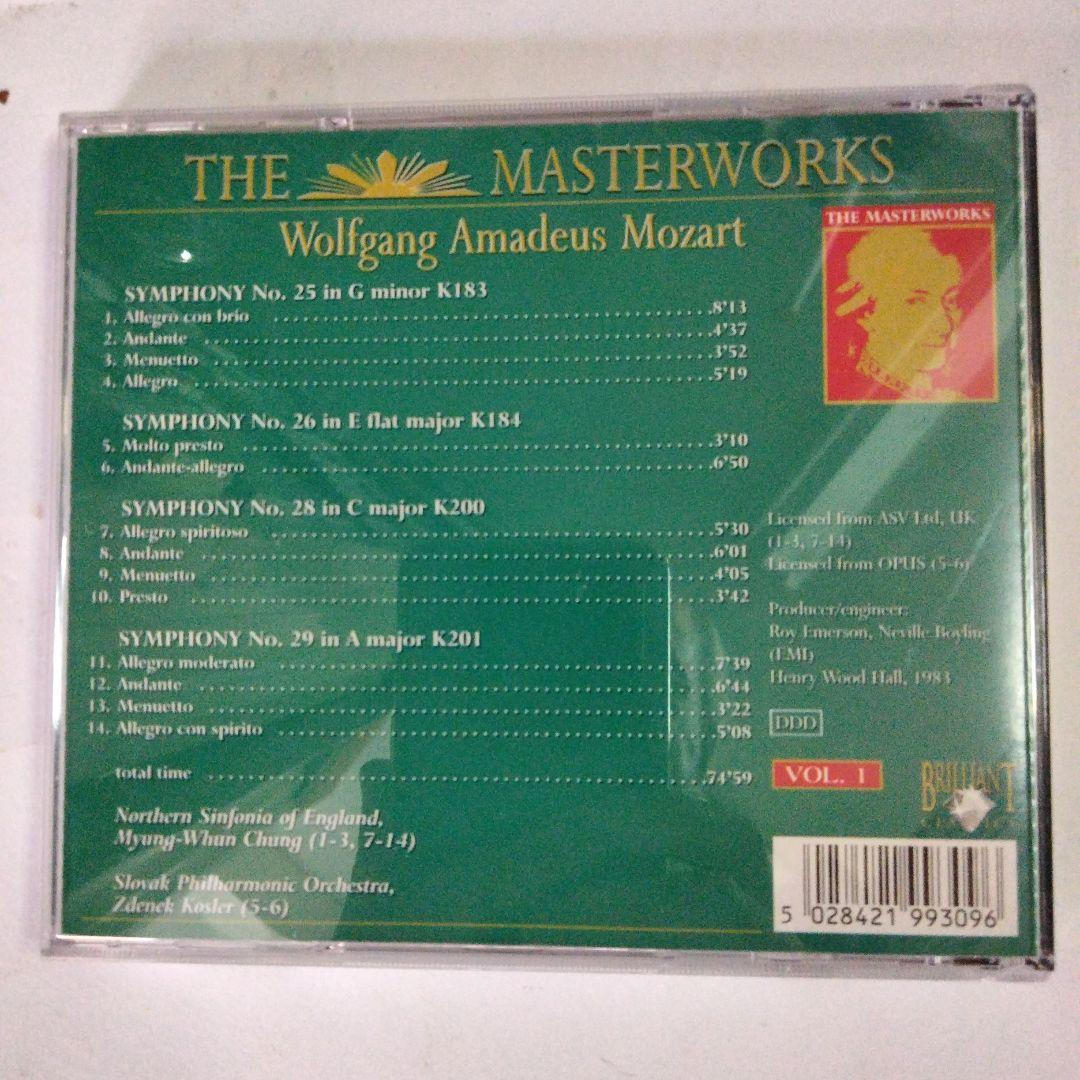 THE MASTERWORKS
Wolfgang Amadeus Mozart
THE MASTERWORKS
SYMPHONY No. 25 in G minor K183
1. Allegro con brio ........ 8'13
2. Andante ........ 4'37
3. Menuetto ........ 3'52
4. Allegro ........ 5'19
SYMPHONY No. 26 in E flat major K184
5. Molto presto ........ 3'10
6. Andante-allegro ........ 6'50
SYMPHONY No. 28 in C major K200
7. Allegro spiritoso ........ 5'30
8. Andante ........ 6'01
9. Menuetto ........ 4'05
10. Presto ........ 3'42
SYMPHONY No. 29 in A major K201
11. Allegro moderato ........ 7'39
12. Andante ........ 6'44
13. Menuetto ........ 3'22
14. Allegro con spirito ........ 5'08
total time ........ 74'59
Northern Sinfonia of England,
Myung-Whun Chung (1-3, 7-14)
Slovak Philharmonic Orchestra,
Zdenek Kosler (5-6)
Licensed from ASV Ltd, UK
(1-3, 7-14)
Licensed from OPUS (5-6)
Producer/engineer:
Roy Emerson, Neville Boyling
(EMI)
Henry Wood Hall, 1983
DDD
VOL. 1
BRILLIANT
5 028421 993096